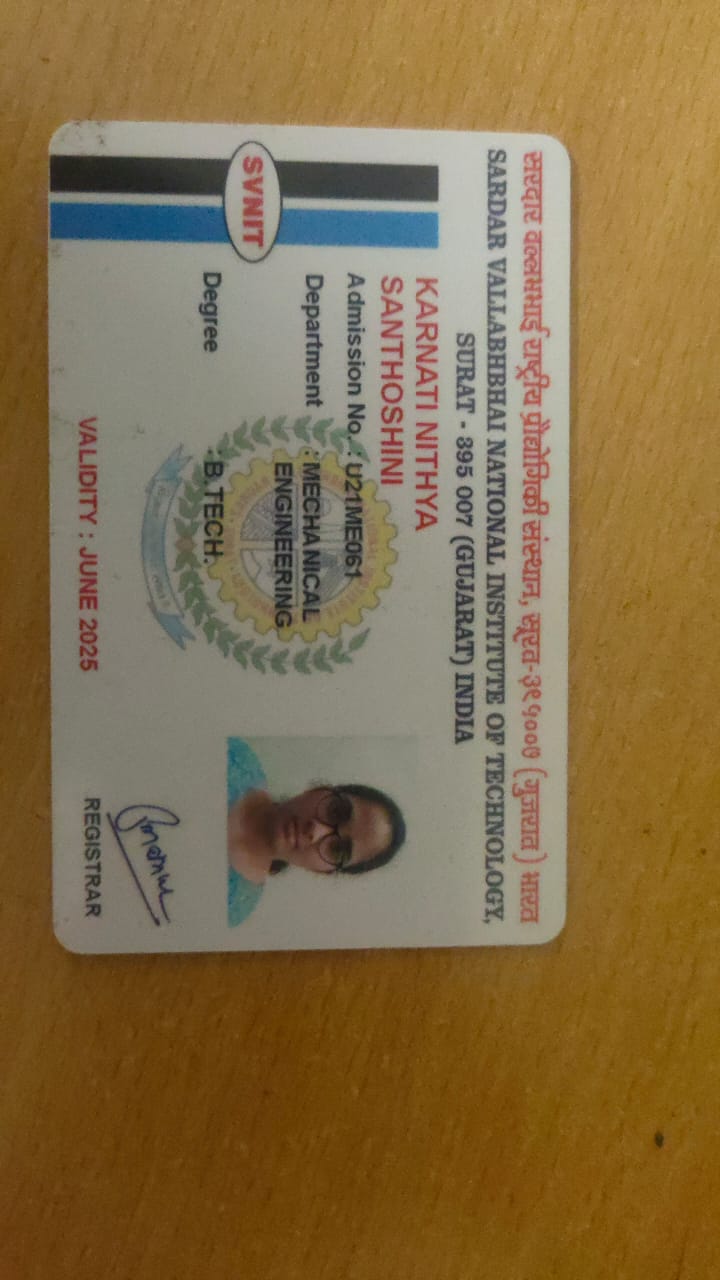 सरदार वल्लभभाई राष्ट्रीय प्रौद्योगिकी संस्थान, सूरत-३९५००७ (गुजरात) भारत
SARDAR VALLABHBHAI NATIONAL INSTITUTE OF TECHNOLOGY,
SURAT - 395 007 (GUJARAT) INDIA
SVNIT
KARNATI NITHYA
SANTHOSHINI
Admission No. : U21ME061
Department : MECHANICAL
ENGINEERING
Degree : B.TECH.
VALIDITY : JUNE 2025
REGISTRAR